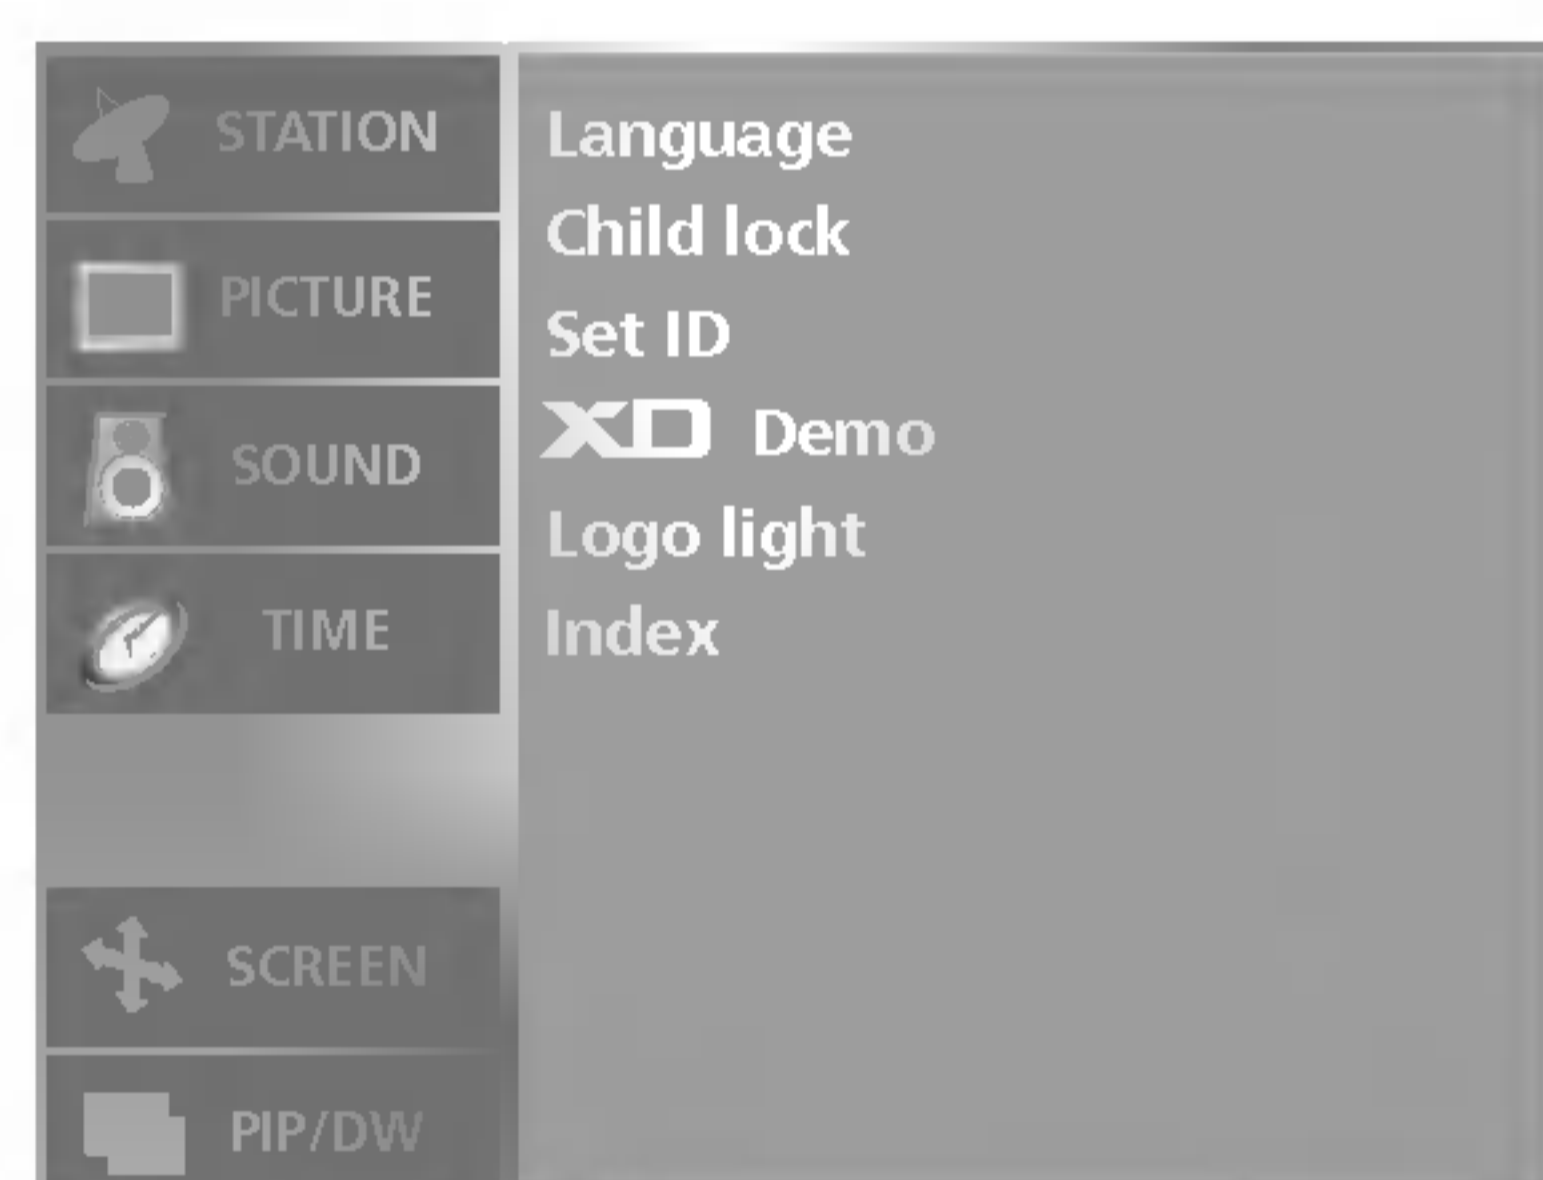 STATION
PICTURE
SOUND
TIME
SCREEN
PIP/DW
Language
Child lock
Set ID
XD Demo
Logo light
Index